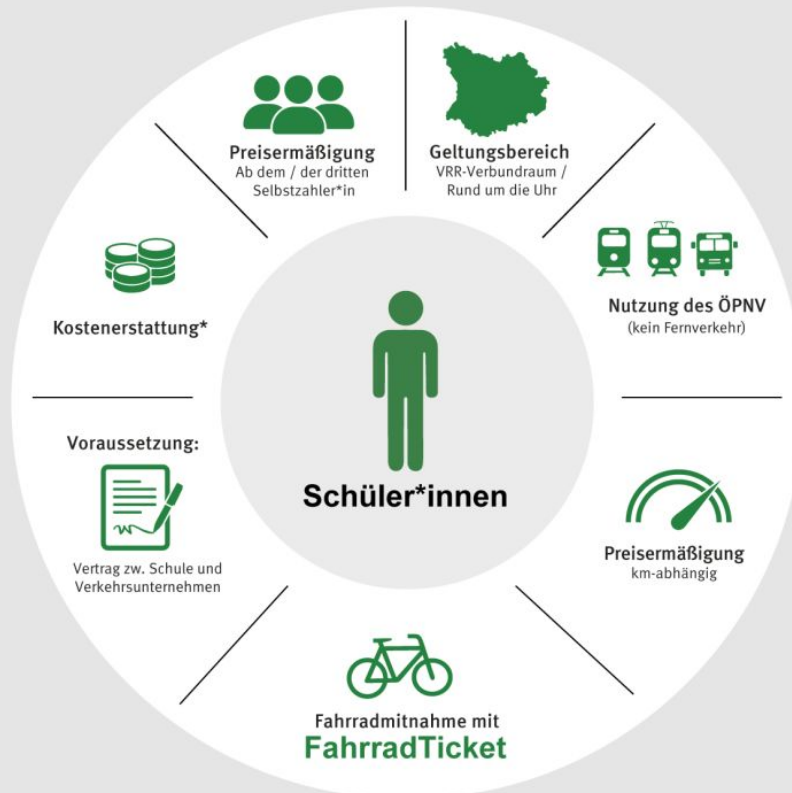 Preisermäßigung
Ab dem / der dritten
Selbstzahler*in
Geltungsbereich
VRR-Verbundraum /
Rund um die Uhr
Nutzung des ÖPNV
(kein Fernverkehr)
Preisermäßigung
km-abhängig
Fahrradmitnahme mit
FahrradTicket
Voraussetzung:
Vertrag zw. Schule und
Verkehrsunternehmen
Kostenerstattung*
Schüler*innen